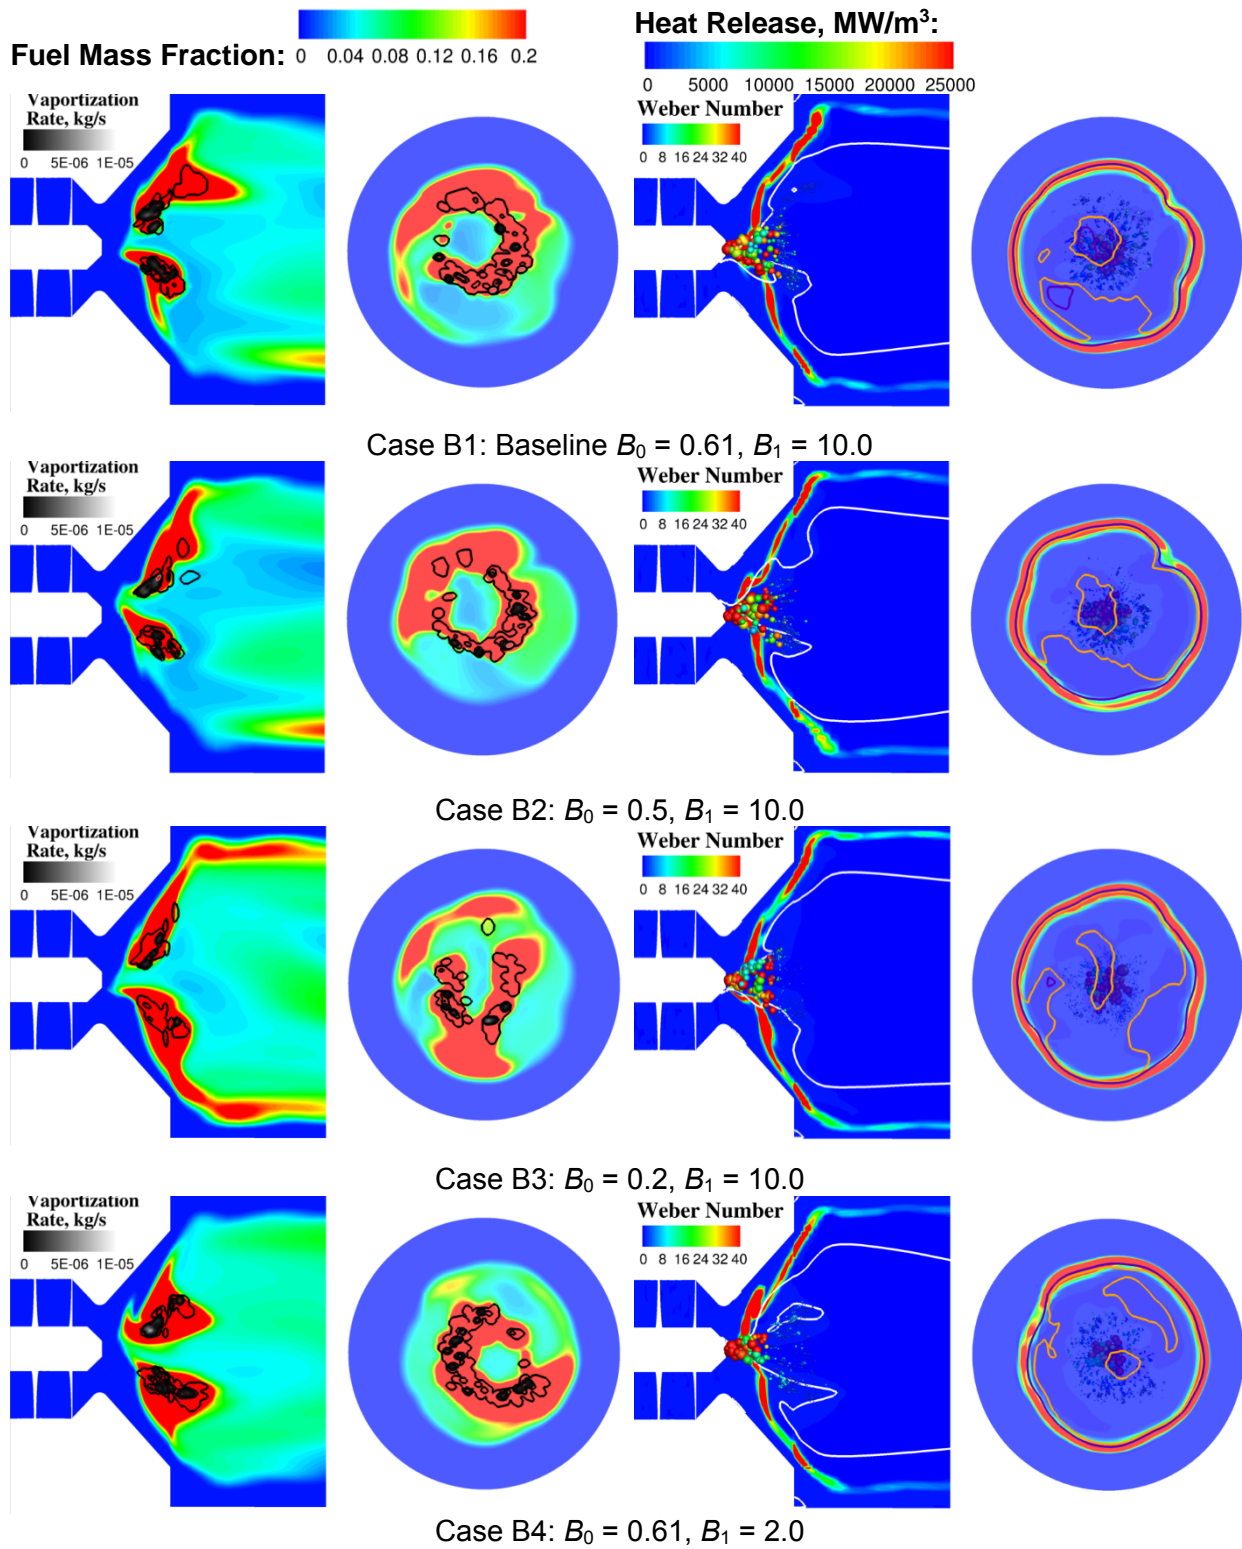 Fuel Mass Fraction: 0 0.04 0.08 0.12 0.16 0.2
Heat Release, MW/m³:
0 5000 10000 15000 20000 25000
Vaportization
Rate, kg/s
0 5E-06 1E-05
Weber Number
0 8 16 24 32 40
Case B1: Baseline B₀ = 0.61, B₁ = 10.0
Vaportization
Rate, kg/s
0 5E-06 1E-05
Weber Number
0 8 16 24 32 40
Case B2: B₀ = 0.5, B₁ = 10.0
Vaportization
Rate, kg/s
0 5E-06 1E-05
Weber Number
0 8 16 24 32 40
Case B3: B₀ = 0.2, B₁ = 10.0
Vaportization
Rate, kg/s
0 5E-06 1E-05
Weber Number
0 8 16 24 32 40
Case B4: B₀ = 0.61, B₁ = 2.0